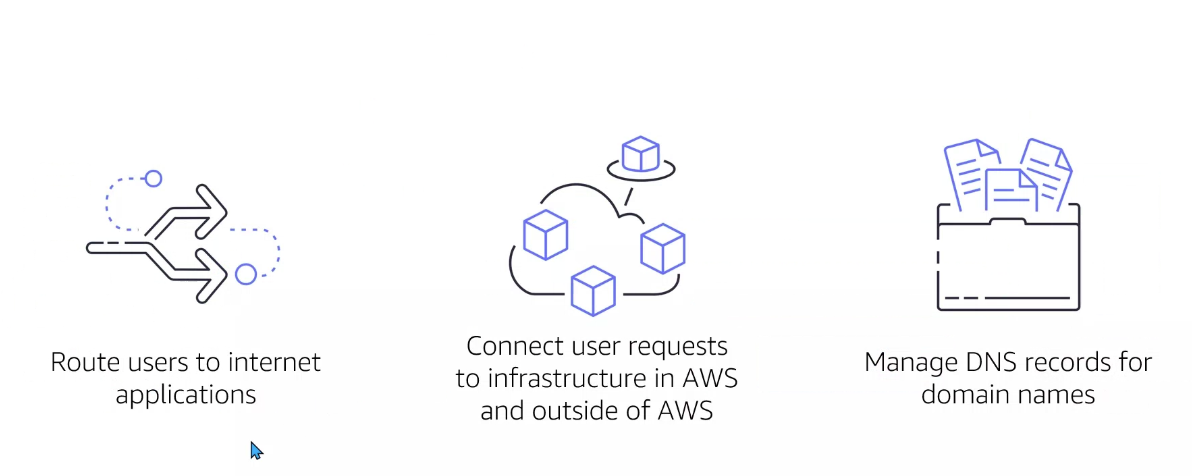 Route users to internet
applications
Connect user requests
to infrastructure in AWS
and outside of AWS
Manage DNS records for
domain names